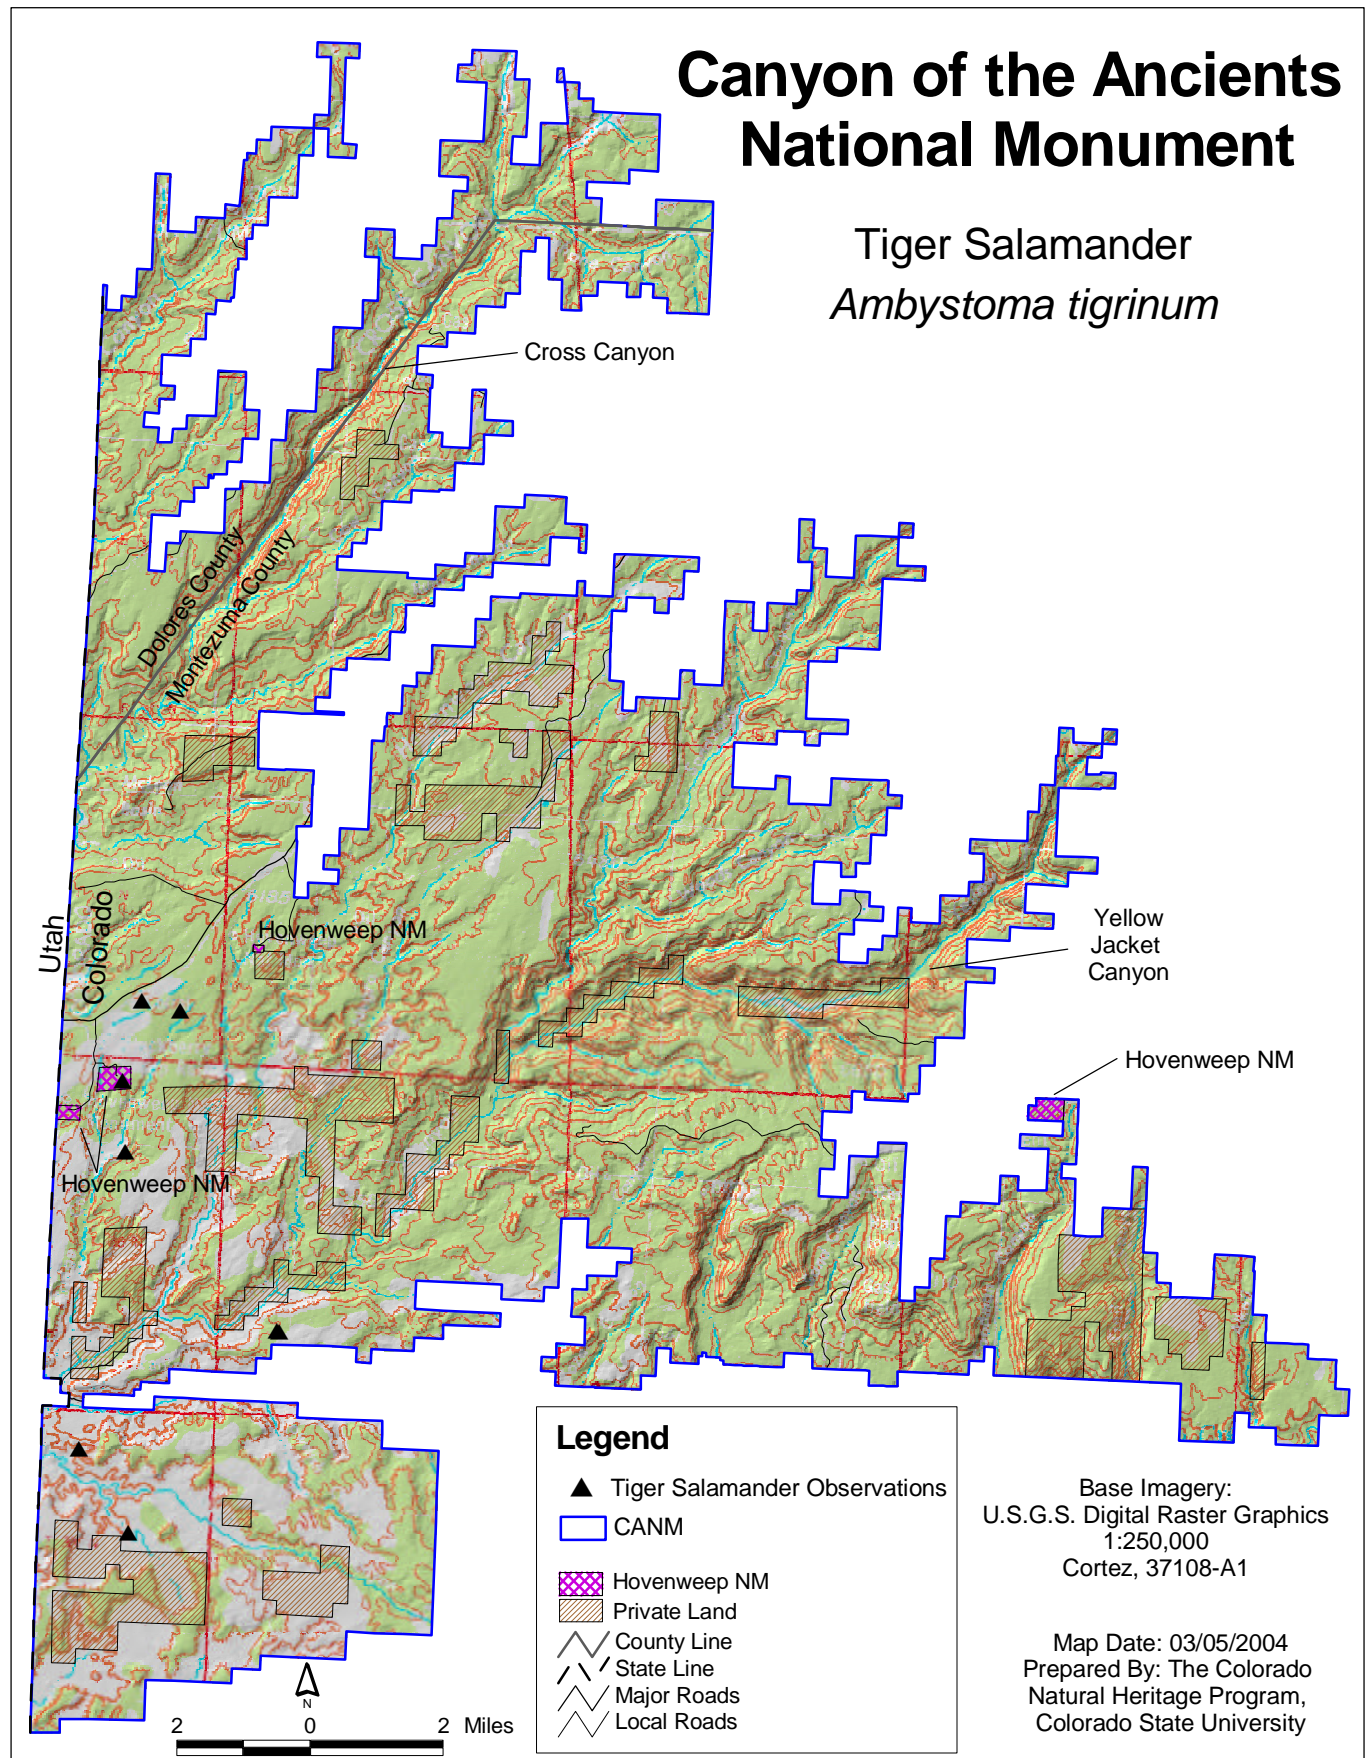 Canyon of the Ancients
National Monument
Tiger Salamander
Ambystoma tigrinum
Cross Canyon
Dolores County
Montezuma County
Hovenweep NM
Yellow
Jacket
Canyon
Utah
Colorado
Hovenweep NM
Hovenweep NM
Legend
Tiger Salamander Observations
CANM
Hovenweep NM
Private Land
County Line
State Line
Major Roads
Local Roads
Base Imagery:
U.S.G.S. Digital Raster Graphics
1:250,000
Cortez, 37108-A1
Map Date: 03/05/2004
Prepared By: The Colorado
Natural Heritage Program,
Colorado State University
N
2 0 2 Miles